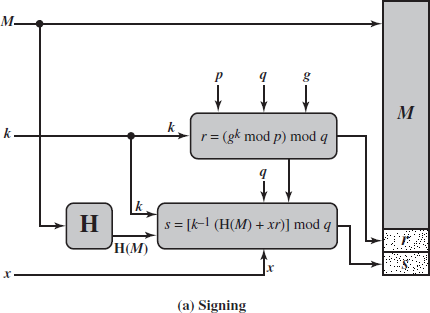 M
p q g
M
k
k
r = (g^k mod p) mod q
q
k
H
s = [k^–1 (H(M) + xr)] mod q
r
H(M)
s
x
x
(a) Signing